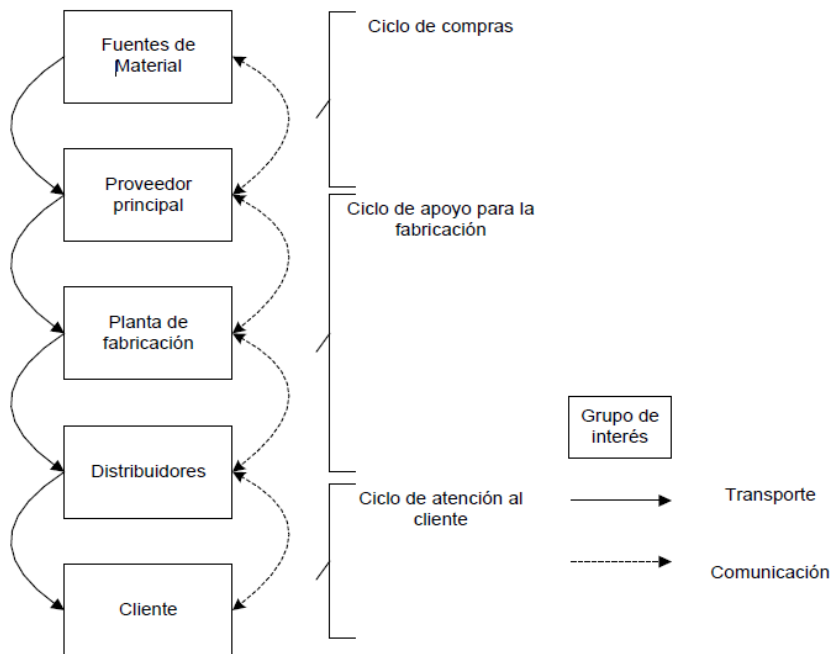 Fuentes de
Material
Ciclo de compras
Proveedor
principal
Ciclo de apoyo para la
fabricación
Planta de
fabricación
Grupo de
interés
Distribuidores
Ciclo de atención al
cliente
Transporte
Comunicación
Cliente